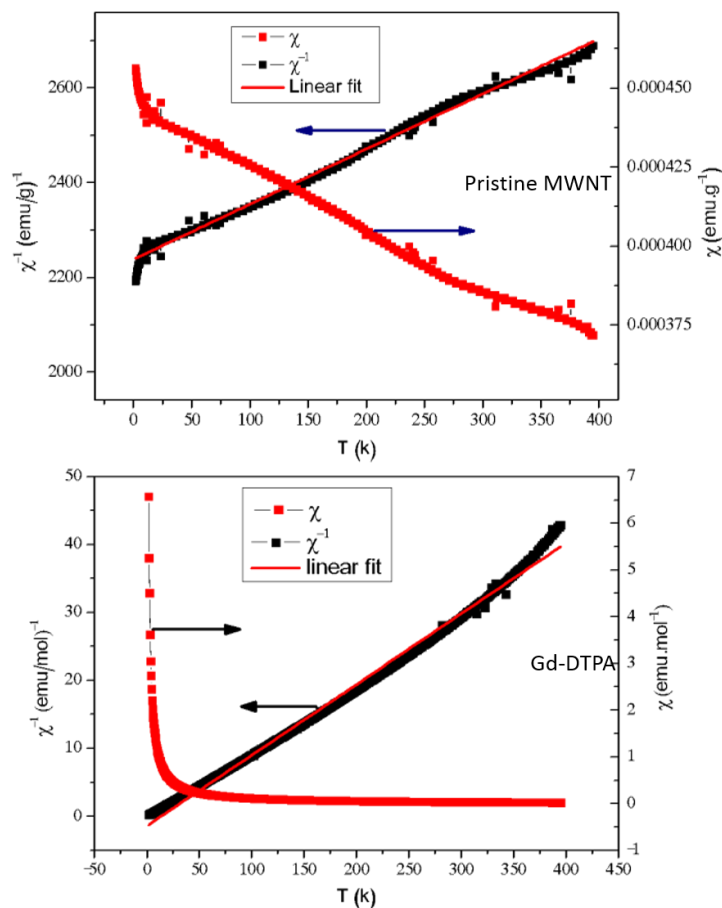 χ
χ⁻¹
Linear fit
2600
2400
2200
2000
χ⁻¹ (emu/g)⁻¹
0.000450
0.000425
0.000400
0.000375
χ (emu.g⁻¹)
Pristine MWNT
0 50 100 150 200 250 300 350 400
T (k)
χ
χ⁻¹
linear fit
50
40
30
20
10
0
χ⁻¹ (emu/mol)⁻¹
7
6
5
4
3
2
1
0
-1
χ (emu.mol⁻¹)
Gd-DTPA
-50 0 50 100 150 200 250 300 350 400 450
T (k)